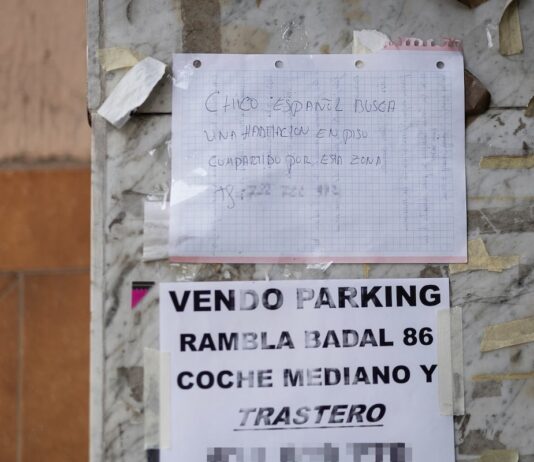 CHICO ESPAÑOL BUSCA
UNA HABITACION EN PISO
COMPARTIDO POR ESTA ZONA
VENDO PARKING
RAMBLA BADAL 86
COCHE MEDIANO Y
TRASTERO